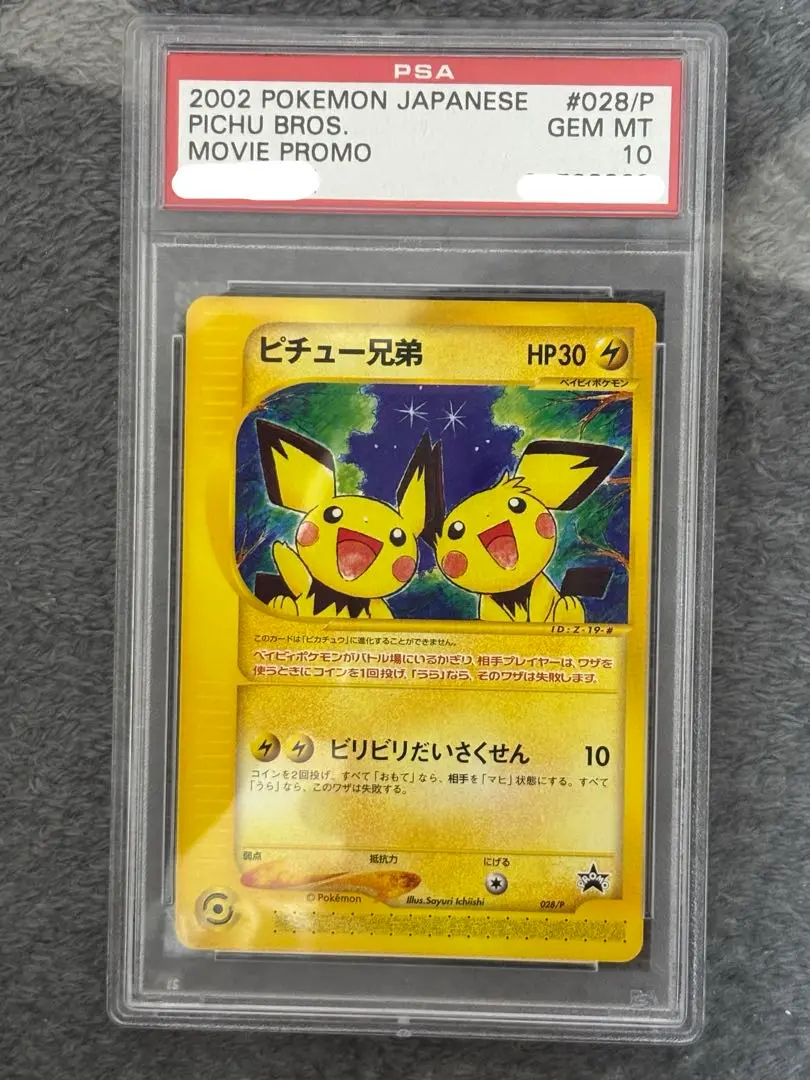 PSA
2002 POKEMON JAPANESE #028/P
PICHU BROS. GEM MT
MOVIE PROMO 10
ピチュー兄弟 HP30
ベイビィポケモン
ID:Z-19-#
このカードは「ピカチュウ」に進化することができません。
ベイビィポケモンがバトル場にいるかぎり、相手プレイヤーは、ワザを
使うときにコインを1回投げ、「うら」なら、そのワザは失敗します。
ビリビリだいさくせん 10
コインを2回投げ、すべて「おもて」なら、相手を「マヒ」状態にする。すべて
「うら」なら、このワザは失敗する。
弱点 抵抗力 にげる
PROMO
©Pokémon Illus.Sayuri Ichiishi 028/P